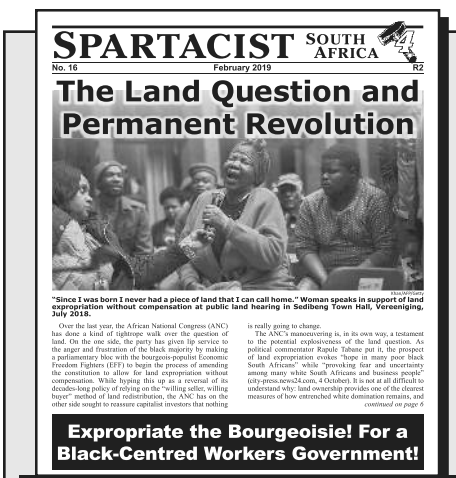 SPARTACIST SOUTH
AFRICA
4
No. 16 February 2019 R2
The Land Question and
Permanent Revolution
Khan/AFP/Getty
"Since I was born I never had a piece of land that I can call home." Woman speaks in support of land
expropriation without compensation at public land hearing in Sedibeng Town Hall, Vereeniging,
July 2018.
Over the last year, the African National Congress (ANC)
has done a kind of tightrope walk over the question of
land. On the one side, the party has given lip service to
the anger and frustration of the black majority by making
a parliamentary bloc with the bourgeois-populist Economic
Freedom Fighters (EFF) to begin the process of amending
the constitution to allow for land expropriation without
compensation. While hyping this up as a reversal of its
decades-long policy of relying on the "willing seller, willing
buyer" method of land redistribution, the ANC has on the
other side sought to reassure capitalist investors that nothing
is really going to change.
The ANC's maneuvering is, in its own way, a testament
to the potential explosiveness of the land question. As
political commentator Rapule Tabane put it, the prospect
of land expropriation evokes "hope in many poor black
South Africans" while "provoking fear and uncertainty
among many white South Africans and business people"
(city-press.news24.com, 4 October). It is not at all difficult to
understand why: land ownership provides one of the clearest
measures of how entrenched white domination remains, and
continued on page 6
Expropriate the Bourgeoisie! For a
Black-Centred Workers Government!